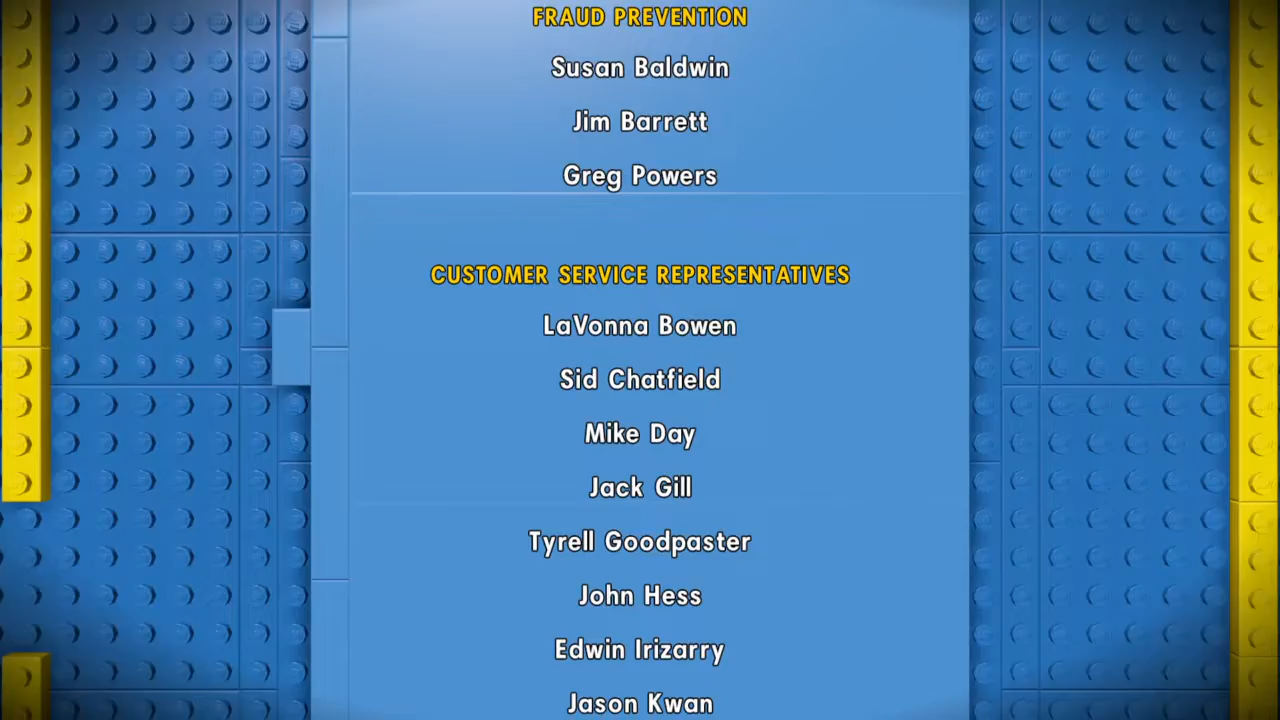 FRAUD PREVENTION
Susan Baldwin
Jim Barrett
Greg Powers
CUSTOMER SERVICE REPRESENTATIVES
LaVonna Bowen
Sid Chatfield
Mike Day
Jack Gill
Tyrell Goodpaster
John Hess
Edwin Irizarry
Jason Kwan